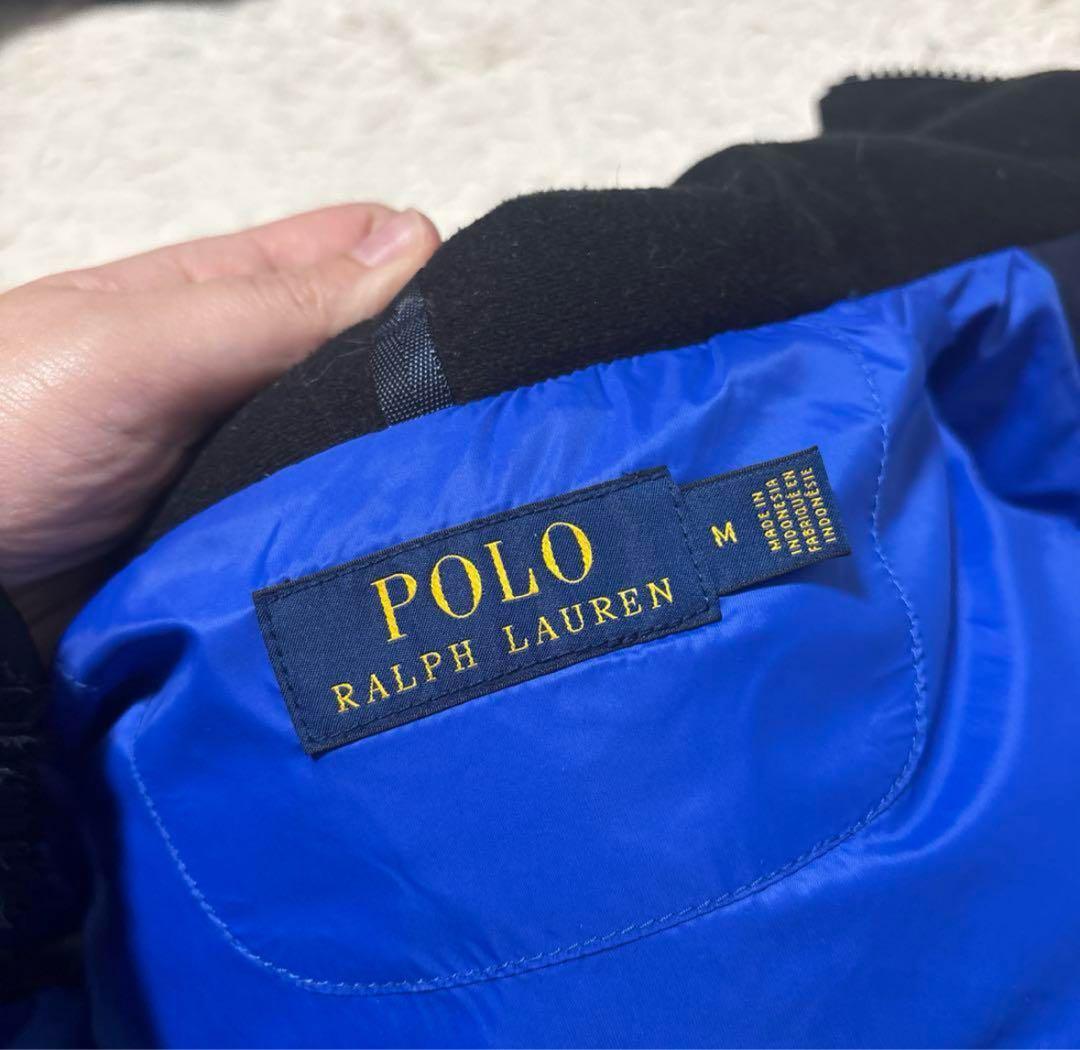 POLO
RALPH LAUREN
M
MADE IN
INDONESIA
FABRIQUÉ EN
INDONÉSIE